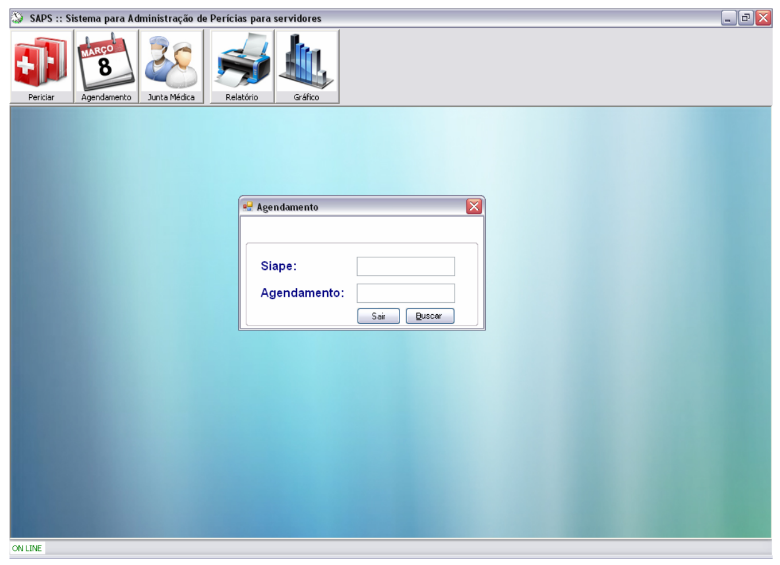 SAPS :: Sistema para Administração de Perícias para servidores
MARÇO
8
Periciar Agendamento Junta Médica Relatório Gráfico
Agendamento
Siape:
Agendamento:
Sair Buscar
ON LINE